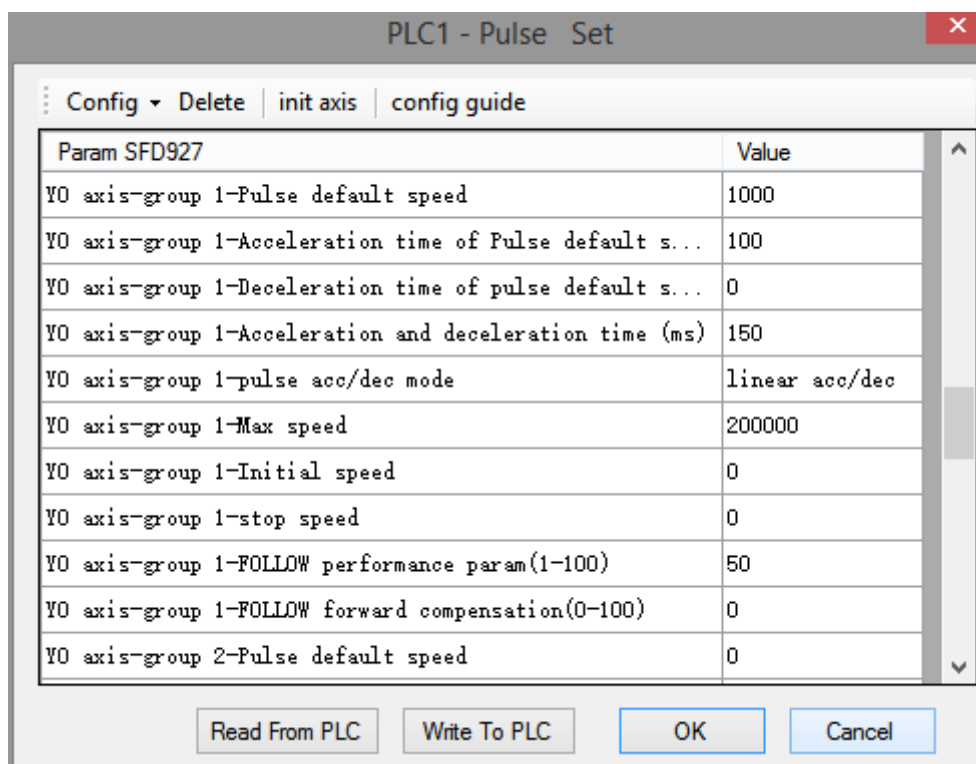 PLC1 - Pulse Set
Config Delete init axis config guide
Param SFD927 Value
Y0 axis-group 1-Pulse default speed 1000
Y0 axis-group 1-Acceleration time of Pulse default s... 100
Y0 axis-group 1-Deceleration time of pulse default s... 0
Y0 axis-group 1-Acceleration and deceleration time (ms) 150
Y0 axis-group 1-pulse acc/dec mode linear acc/dec
Y0 axis-group 1-Max speed 200000
Y0 axis-group 1-Initial speed 0
Y0 axis-group 1-stop speed 0
Y0 axis-group 1-FOLLOW performance param(1-100) 50
Y0 axis-group 1-FOLLOW forward compensation(0-100) 0
Y0 axis-group 2-Pulse default speed 0
Read From PLC Write To PLC OK Cancel